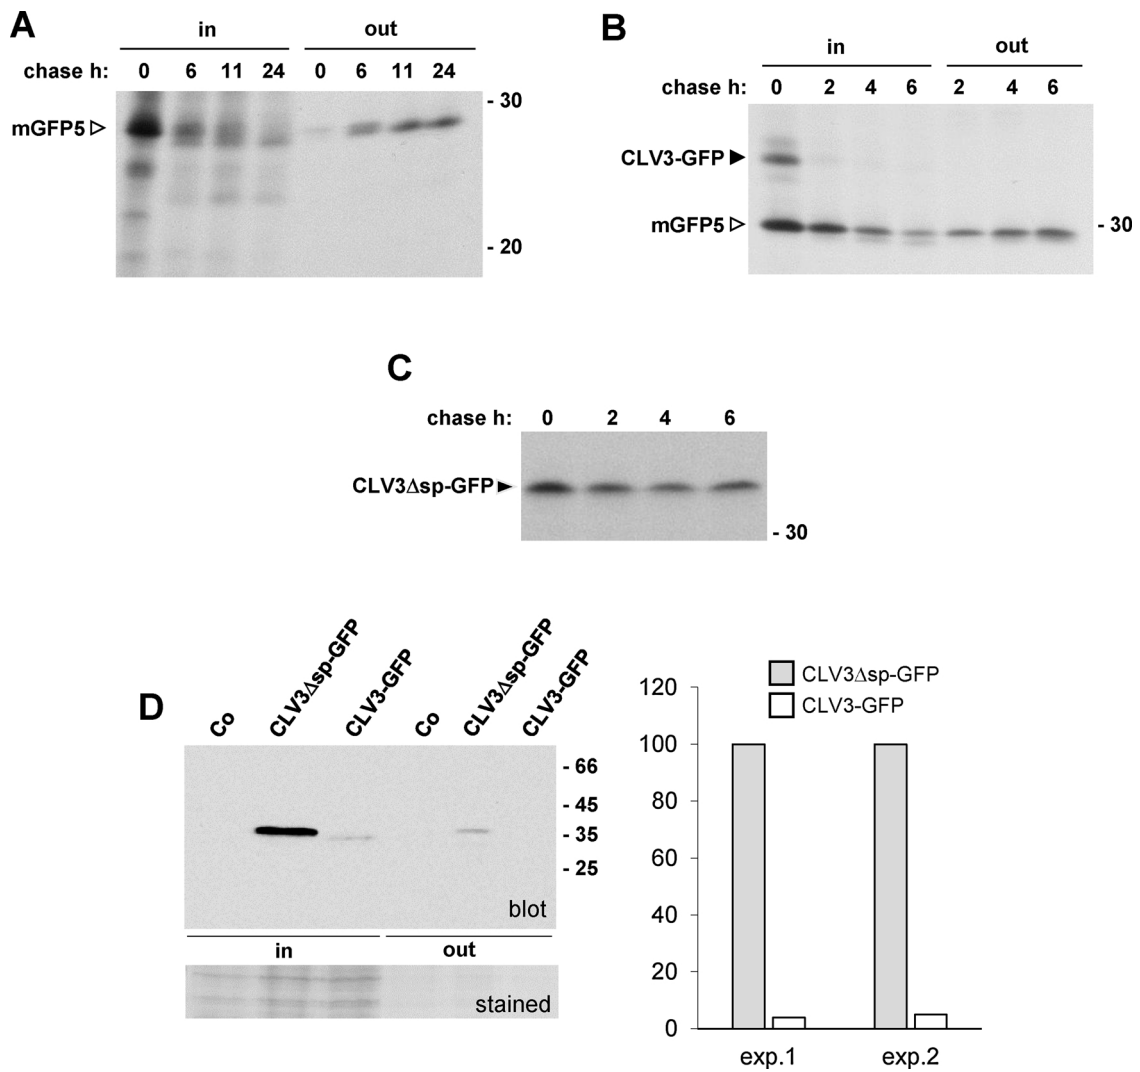 A
in out
chase h: 0 6 11 24 0 6 11 24
mGFP5
- 30
- 20
B
in out
chase h: 0 2 4 6 2 4 6
CLV3-GFP
mGFP5
- 30
C
chase h: 0 2 4 6
CLV3Δsp-GFP
- 30
D
Co CLV3Δsp-GFP CLV3-GFP Co CLV3Δsp-GFP CLV3-GFP
- 66
- 45
- 35
- 25
blot
in out
stained
CLV3Δsp-GFP
CLV3-GFP
120
100
80
60
40
20
0
exp.1 exp.2